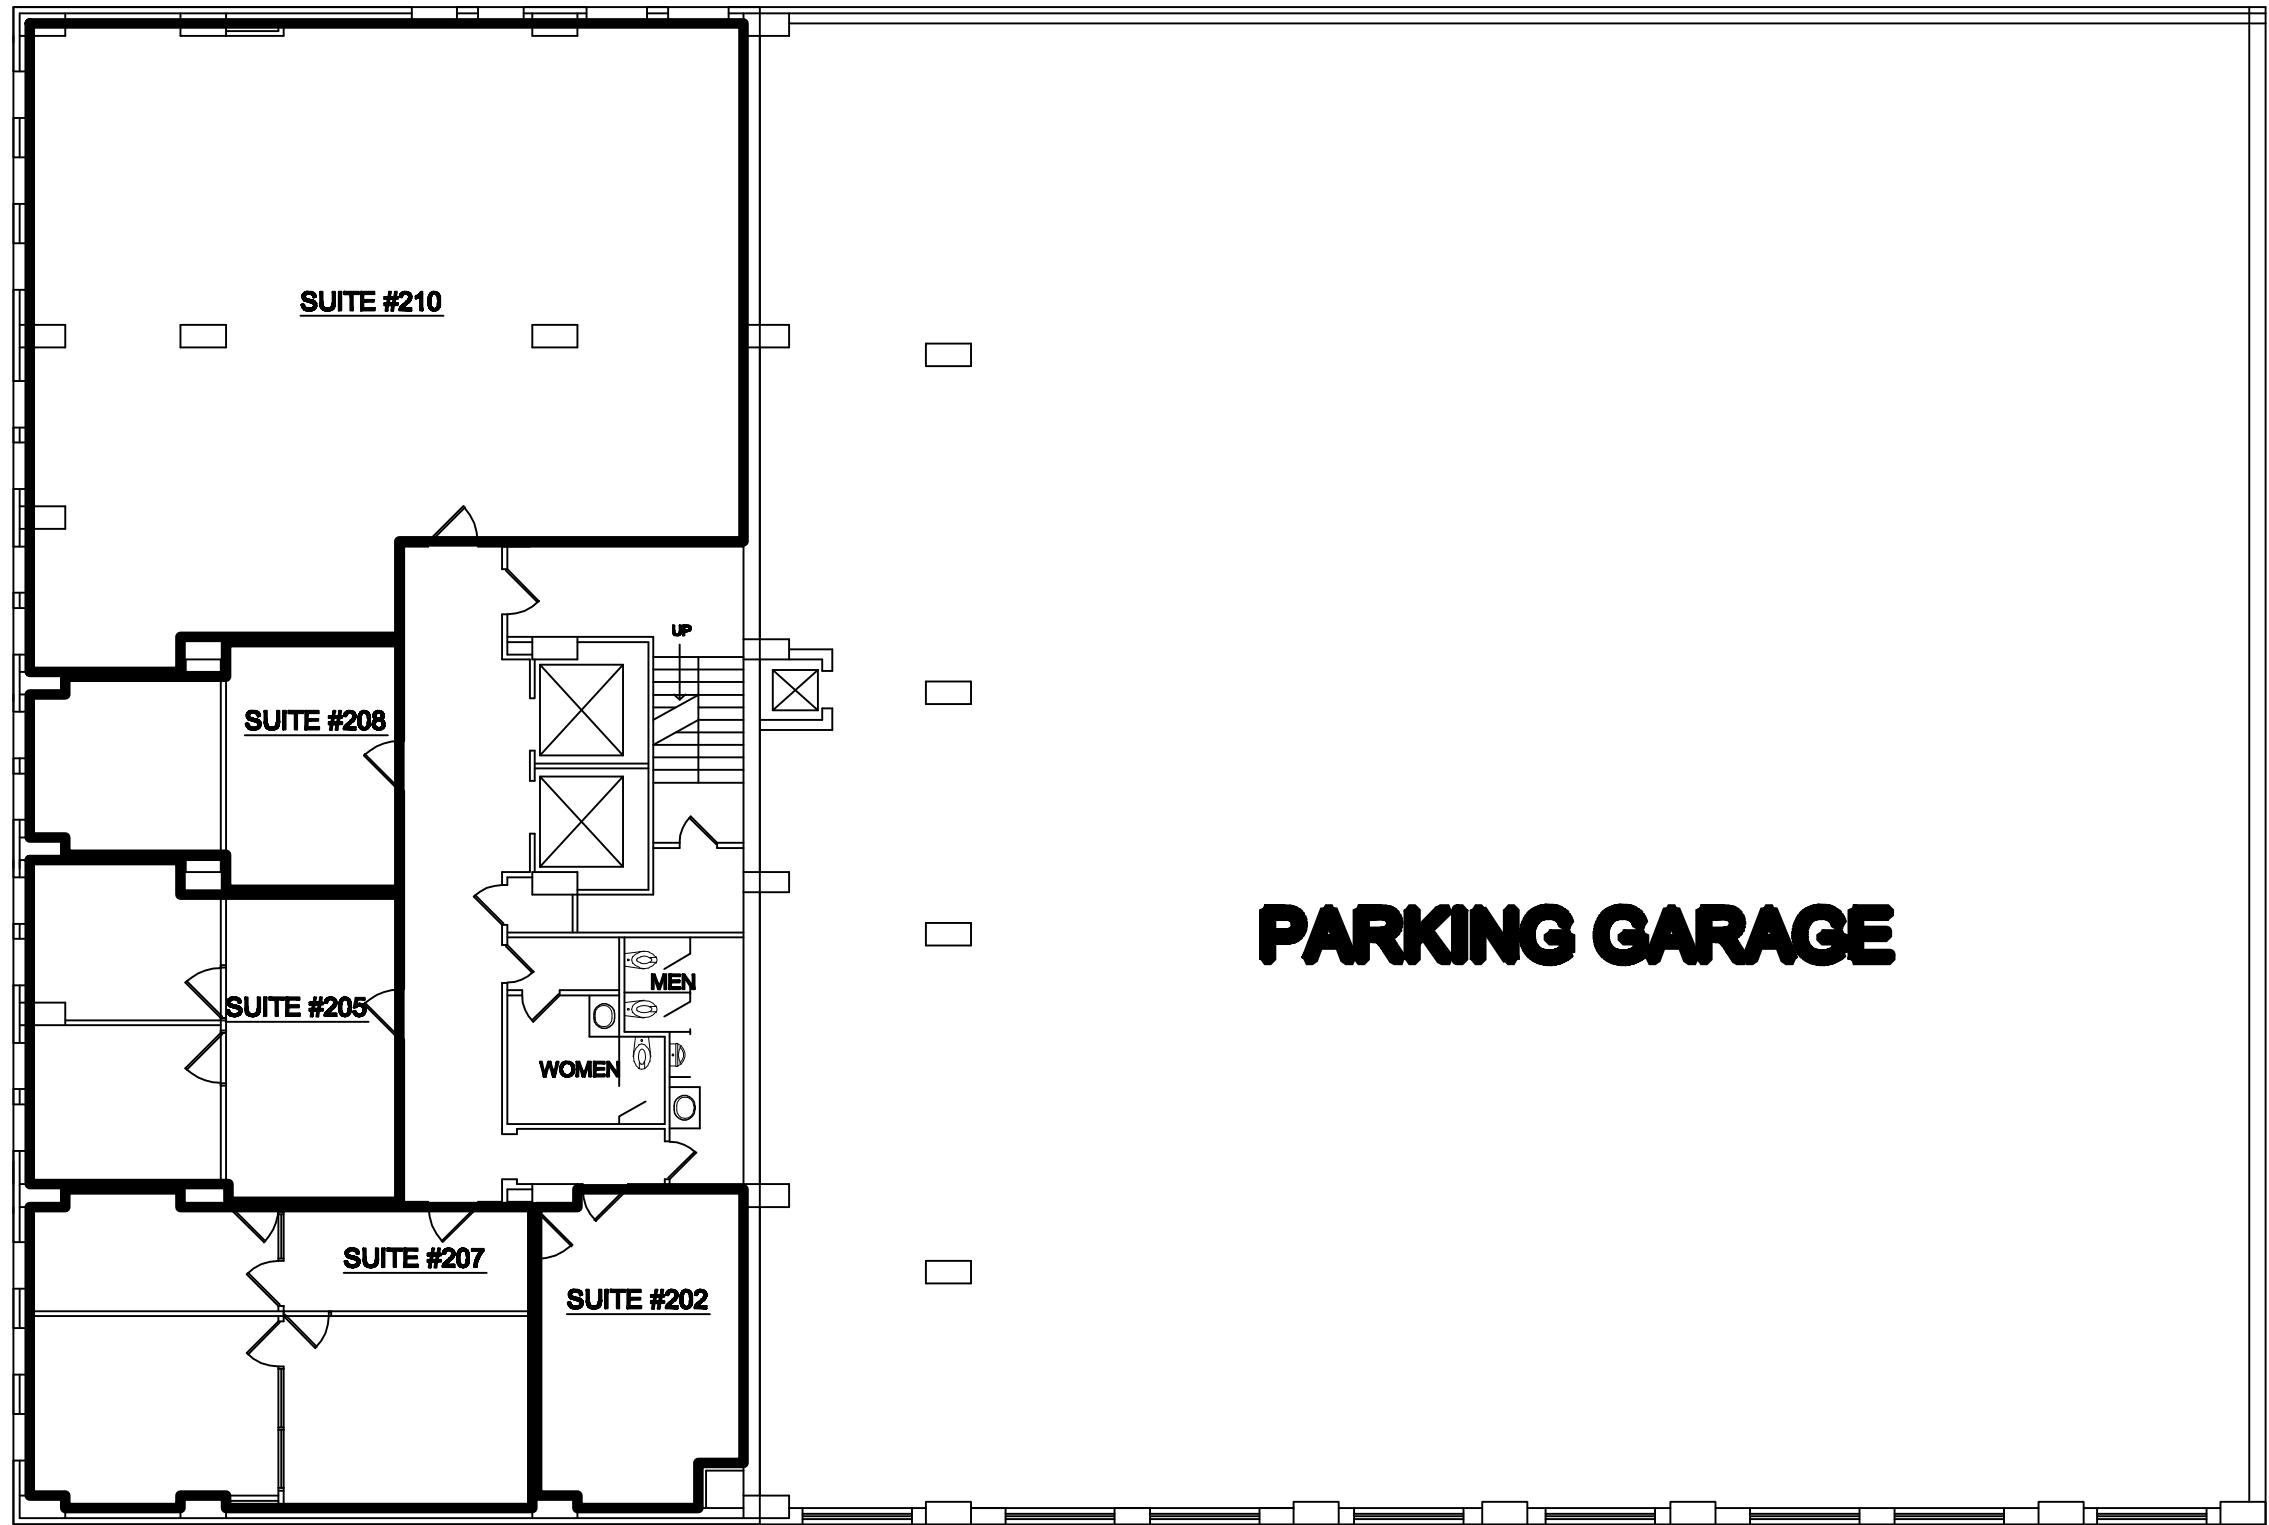 SUITE #210
UP
SUITE #208
PARKING GARAGE
MEN
SUITE #205
WOMEN
SUITE #207
SUITE #202